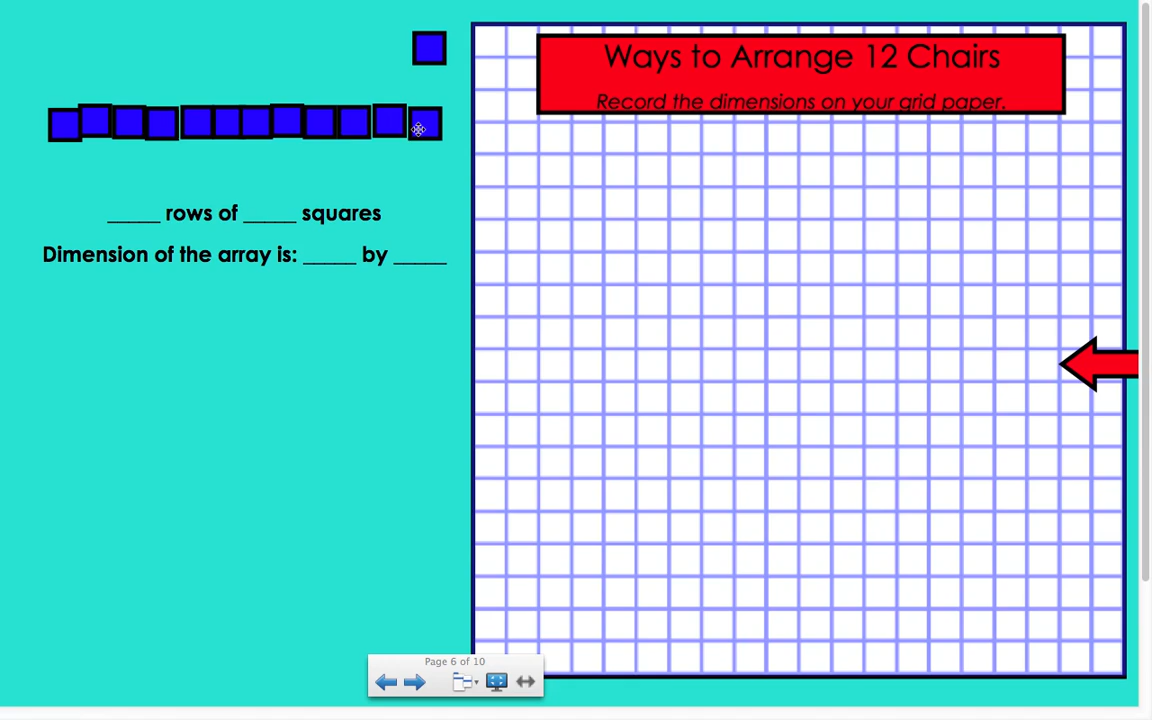 Ways to Arrange 12 Chairs
Record the dimensions on your grid paper.
_____ rows of _____ squares
Dimension of the array is: _____ by _____
Page 6 of 10